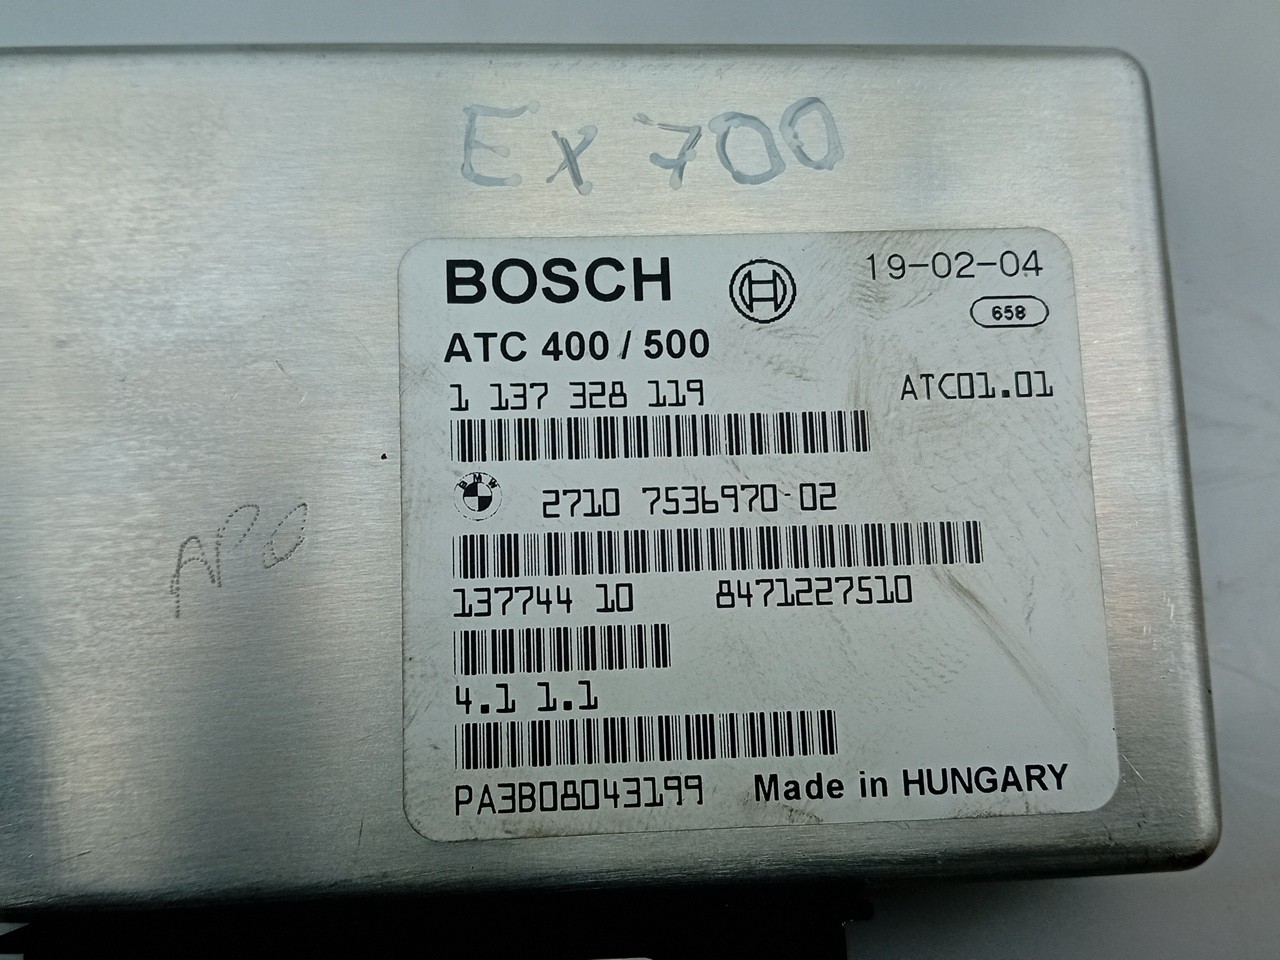 Ex 700
BOSCH
19-02-04
658
ATC 400 / 500
1 137 328 119
ATC01.01
BMW
2710 7536970-02
137744 10 8471227510
4.1 1.1
PA3B08043199
Made in HUNGARY